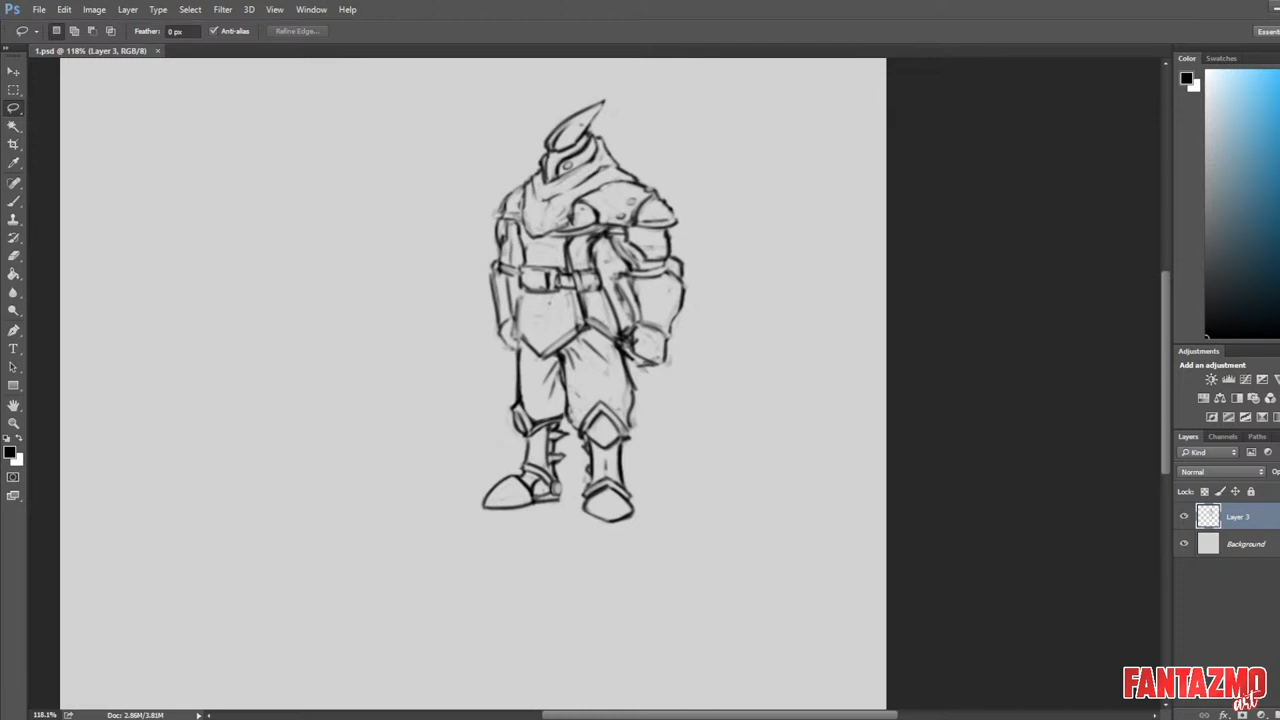 Ps File Edit Image Layer Type Select Filter 3D View Window Help
Feather: 0 px Anti-alias Refine Edge... Essenti
1.psd @ 118% (Layer 3, RGB/8) ×
Color Swatches
Adjustments
Add an adjustment
Layers Channels Paths
Kind
Normal Op
Lock:
Layer 3
Background
FANTAZMO
art
118.1% Doc: 2.86M/3.81M